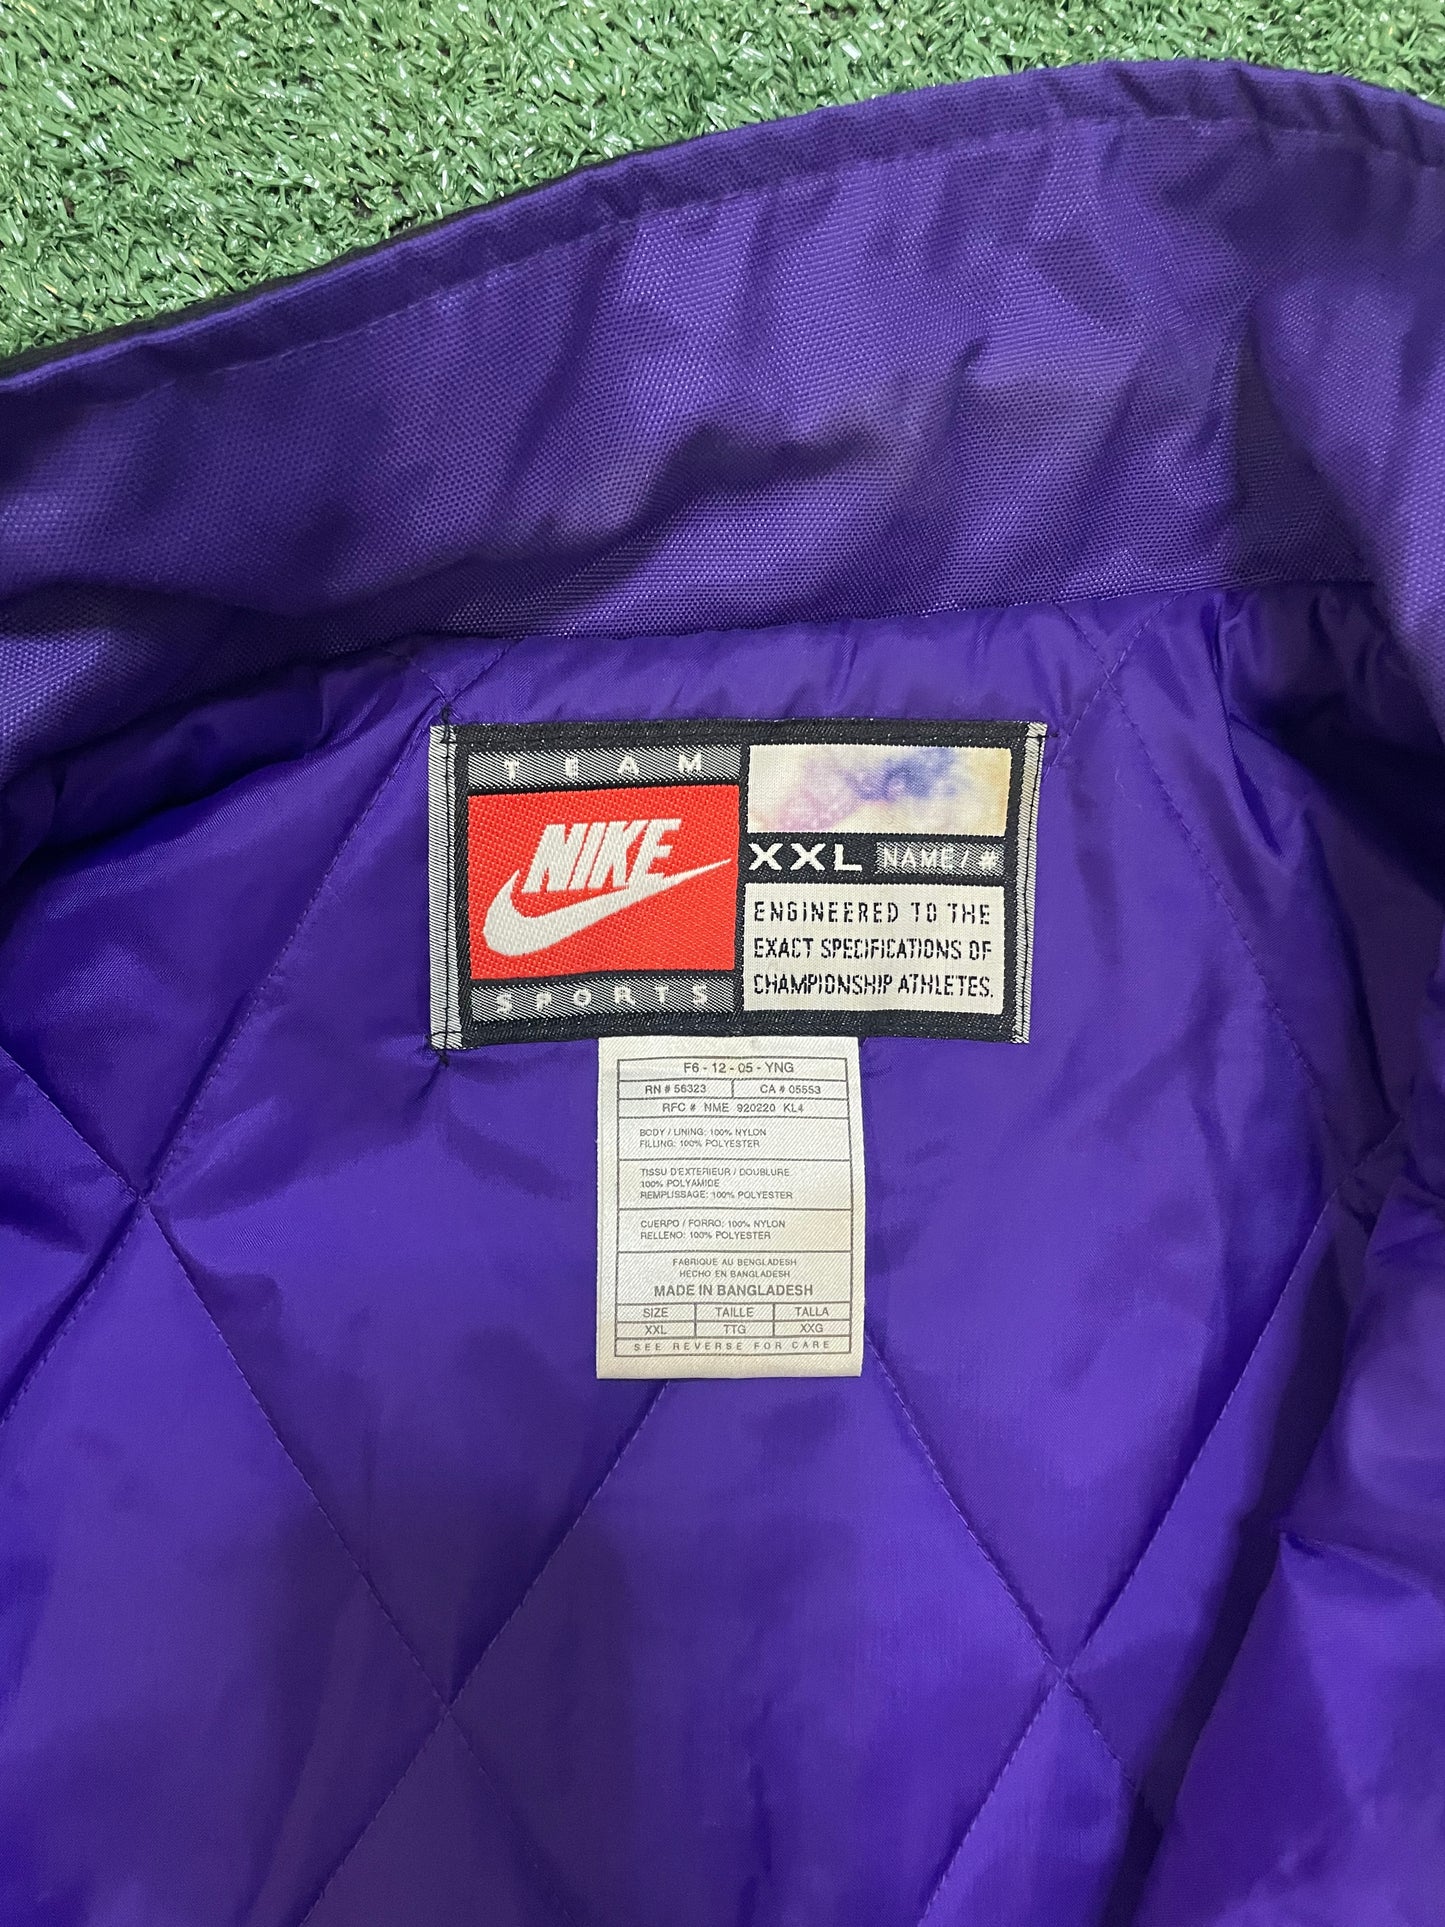 TEAM
NIKE
SPORTS
XXL NAME / #
ENGINEERED TO THE
EXACT SPECIFICATIONS OF
CHAMPIONSHIP ATHLETES.
F6 - 12 - 05 - YNG
RN # 56323 CA # 05553
RFC # NME 920220 KL4
BODY / LINING: 100% NYLON
FILLING: 100% POLYESTER
TISSU D'EXTERIEUR / DOUBLURE
100% POLYAMIDE
REMPLISSAGE: 100% POLYESTER
CUERPO / FORRO: 100% NYLON
RELLENO: 100% POLYESTER
FABRIQUE AU BENGLADESH
HECHO EN BANGLADESH
MADE IN BANGLADESH
SIZE TAILLE TALLA
XXL TTG XXG
SEE REVERSE FOR CARE